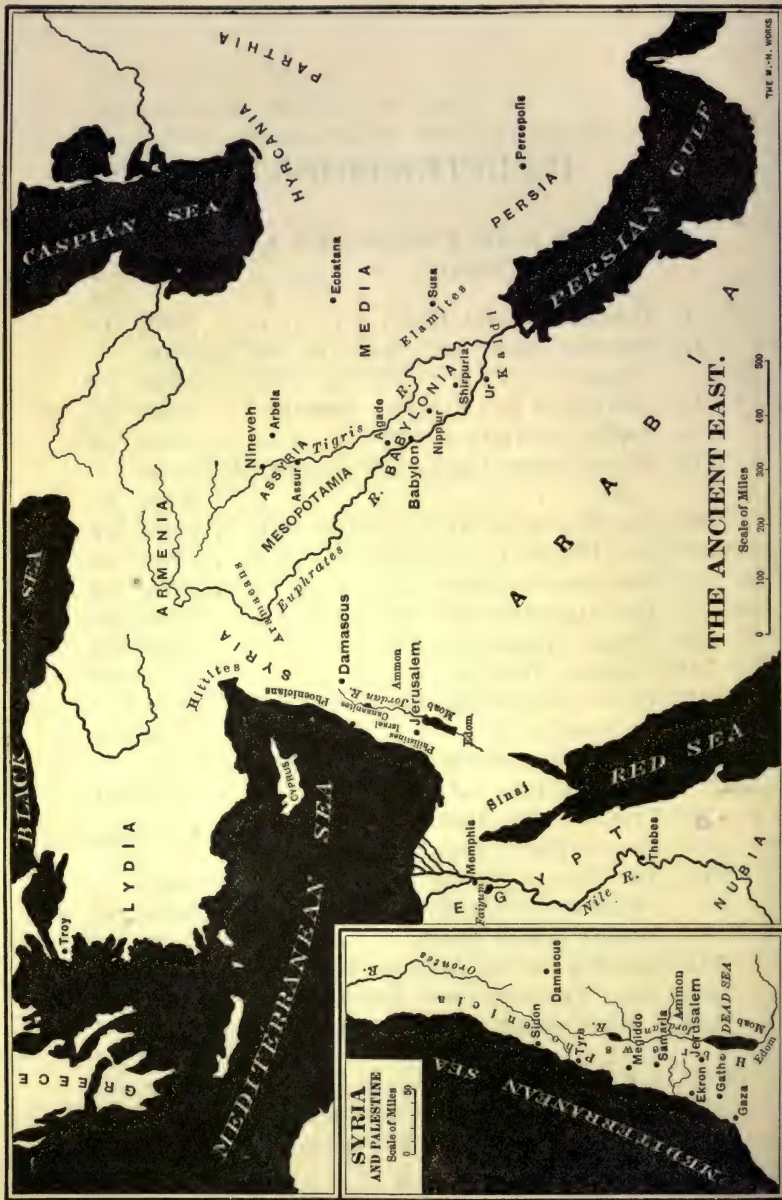 THE ANCIENT EAST.
Scale of Miles
0 100 200 300 400 500
THE M.-N. WORKS
BLACK SEA
CASPIAN SEA
PARTHIA
HYRCANIA
GREECE
Troy
LYDIA
ARMENIA
Hittites
SYRIA
Aramaeans
Nineveh
Arbela
ASSYRIA
Assur
MESOPOTAMIA
Tigris R.
Euphrates R.
Ecbatana
MEDIA
Agade
BABYLONIA
Babylon
Nippur
Shirpurla
Ur
Kaldi
Elamites
Susa
PERSIA
Persepolis
PERSIAN GULF
MEDITERRANEAN SEA
CYPRUS
Phoenicians
Damascus
Canaanites
Israel
Jordan R.
Ammon
Philistines
Jerusalem
Moab
Edom
ARABIA
Sinai
RED SEA
Memphis
Faiyum
EGYPT
Nile R.
Thebes
NUBIA
SYRIA
AND PALESTINE
Scale of Miles
0 50
MEDITERRANEAN SEA
Orontes R.
Phoenicia
Damascus
Sidon
Tyre
Megiddo
Samaria
Jordan R.
Ammon
Jerusalem
Ekron
Gath
Gaza
DEAD SEA
Moab
Edom